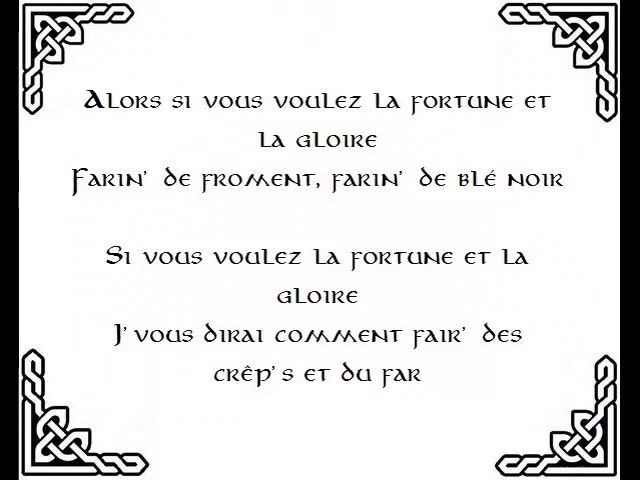 Alors si vous voulez la fortune et
la gloire
Farin' de froment, farin' de blé noir
Si vous voulez la fortune et la
gloire
J' vous dirai comment fair' des
crêp' s et du far